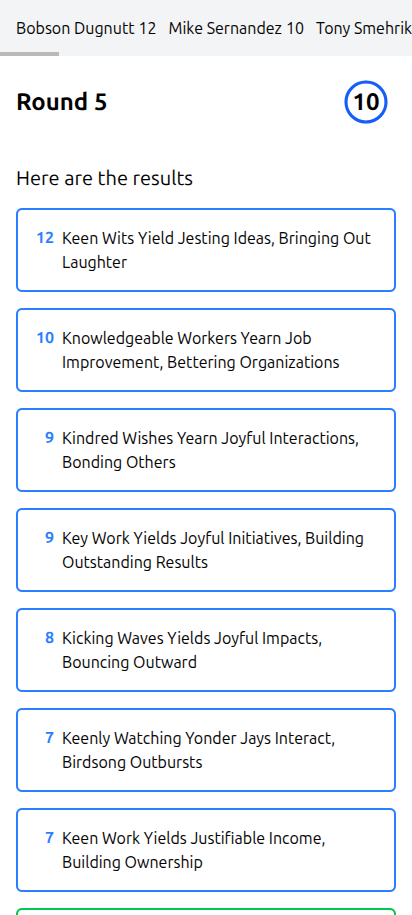 Bobson Dugnutt 12 Mike Sernandez 10 Tony Smehrik
Round 5
10
Here are the results
12 Keen Wits Yield Jesting Ideas, Bringing Out
Laughter
10 Knowledgeable Workers Yearn Job
Improvement, Bettering Organizations
9 Kindred Wishes Yearn Joyful Interactions,
Bonding Others
9 Key Work Yields Joyful Initiatives, Building
Outstanding Results
8 Kicking Waves Yields Joyful Impacts,
Bouncing Outward
7 Keenly Watching Yonder Jays Interact,
Birdsong Outbursts
7 Keen Work Yields Justifiable Income,
Building Ownership